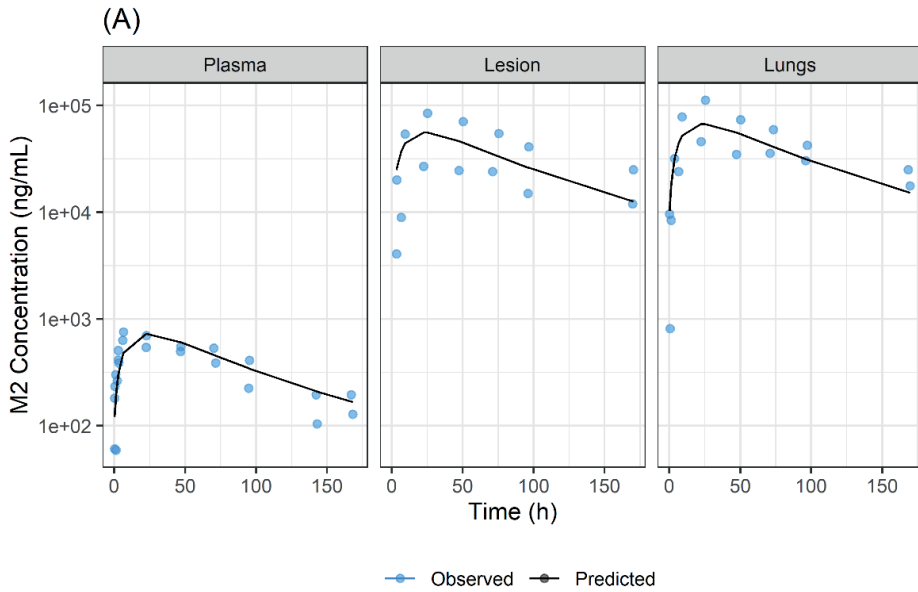 (A)
Plasma
Lesion
Lungs
M2 Concentration (ng/mL)
1e+05
1e+04
1e+03
1e+02
0 50 100 150
0 50 100 150
0 50 100 150
Time (h)
Observed
Predicted